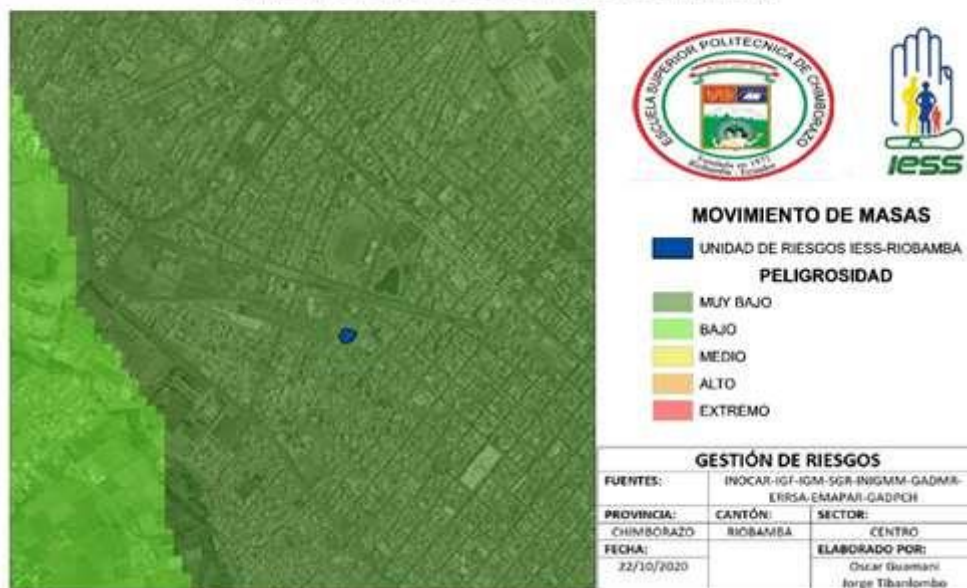 ESCUELA SUPERIOR POLITECNICA DE CHIMBORAZO
Riobamba - Ecuador
IESS
MOVIMIENTO DE MASAS
UNIDAD DE RIESGOS IESS-RIOBAMBA
PELIGROSIDAD
MUY BAJO
BAJO
MEDIO
ALTO
EXTREMO
GESTIÓN DE RIESGOS
FUENTES: INOCAR-IGF-IGM-SGR-INIGMM-GADMR-
ERRSA-EMAPAR-GADPCH
PROVINCIA: CANTÓN: SECTOR:
CHIMBORAZO RIOBAMBA CENTRO
FECHA: ELABORADO POR:
22/10/2020 Oscar Guamani
Jorge Tibanlombo